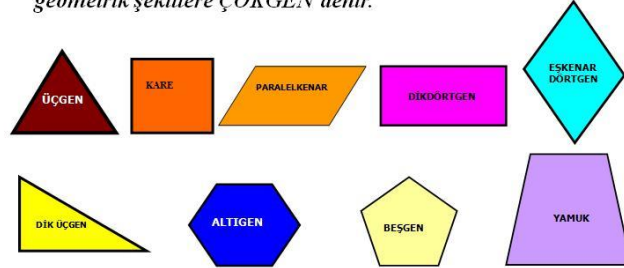 geometrik şekillere ÇOKGEN denir.
ÜÇGEN
KARE
PARALELKENAR
DİKDÖRTGEN
EŞKENAR
DÖRTGEN
DİK ÜÇGEN
ALTIGEN
BEŞGEN
YAMUK